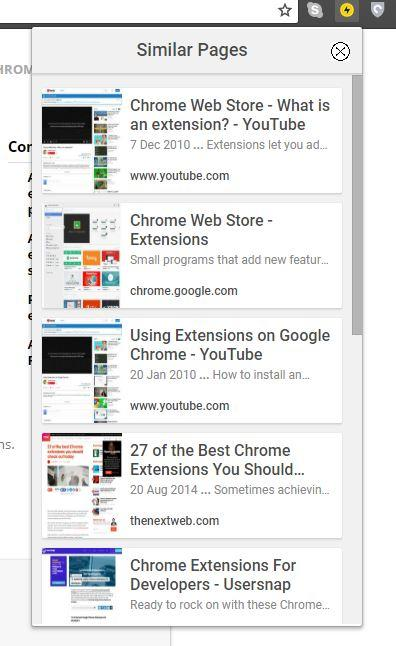 Similar Pages
HROM
Chrome Web Store - What is
an extension? - YouTube
7 Dec 2010 ... Extensions let you ad...
www.youtube.com
Chrome Web Store -
Extensions
Small programs that add new featur...
chrome.google.com
Using Extensions on Google
Chrome - YouTube
20 Jan 2010 ... How to install an...
www.youtube.com
27 of the Best Chrome
Extensions You Should...
20 Aug 2014 ... Sometimes achievin...
thenextweb.com
ns.
Chrome Extensions For
Developers - Usersnap
Ready to rock on with these Chrome...